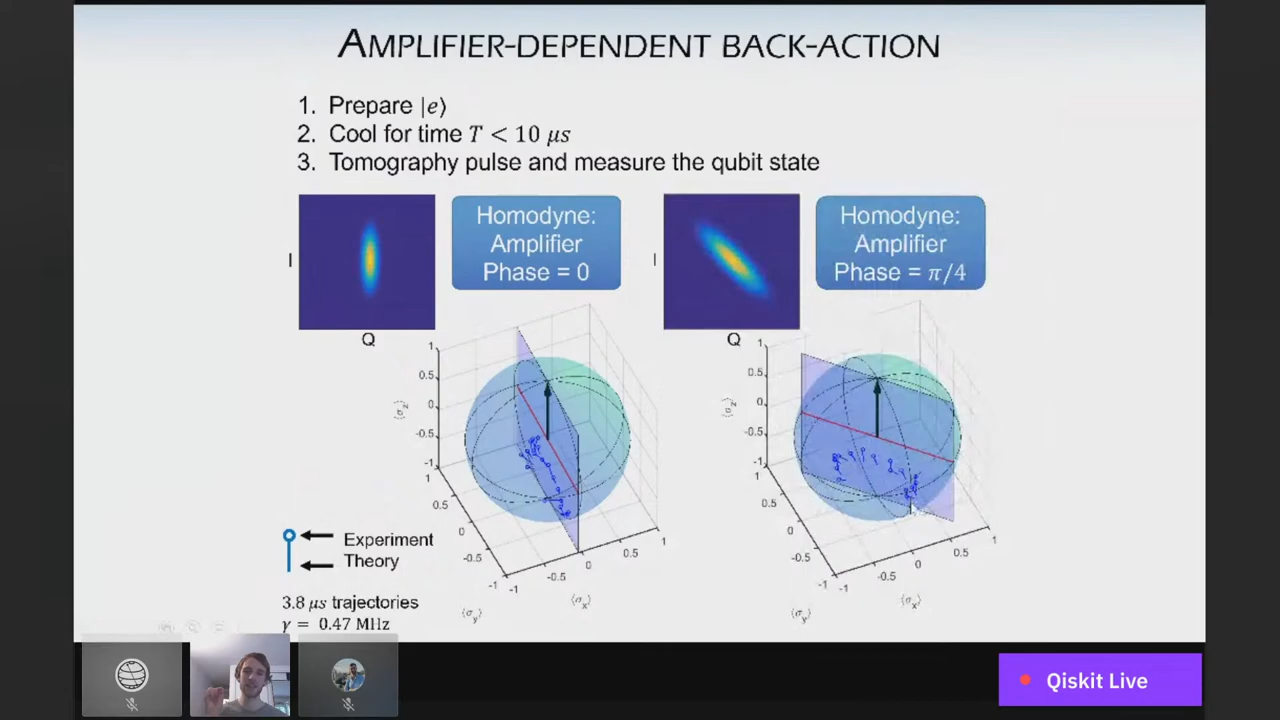 AMPLIFIER-DEPENDENT BACK-ACTION
1. Prepare |e⟩
2. Cool for time T < 10 μs
3. Tomography pulse and measure the qubit state
Homodyne:
Amplifier
Phase = 0
I
Q
Homodyne:
Amplifier
Phase = π/4
I
Q
1
0.5
0
-0.5
-1
⟨σz⟩
1
0.5
0
-0.5
-1
⟨σy⟩
-1
-0.5
0
0.5
1
⟨σx⟩
1
0.5
0
-0.5
-1
⟨σz⟩
1
0.5
0
-0.5
-1
⟨σy⟩
-1
-0.5
0
0.5
1
⟨σx⟩
Experiment
Theory
3.8 μs trajectories
γ = 0.47 MHz
Qiskit Live